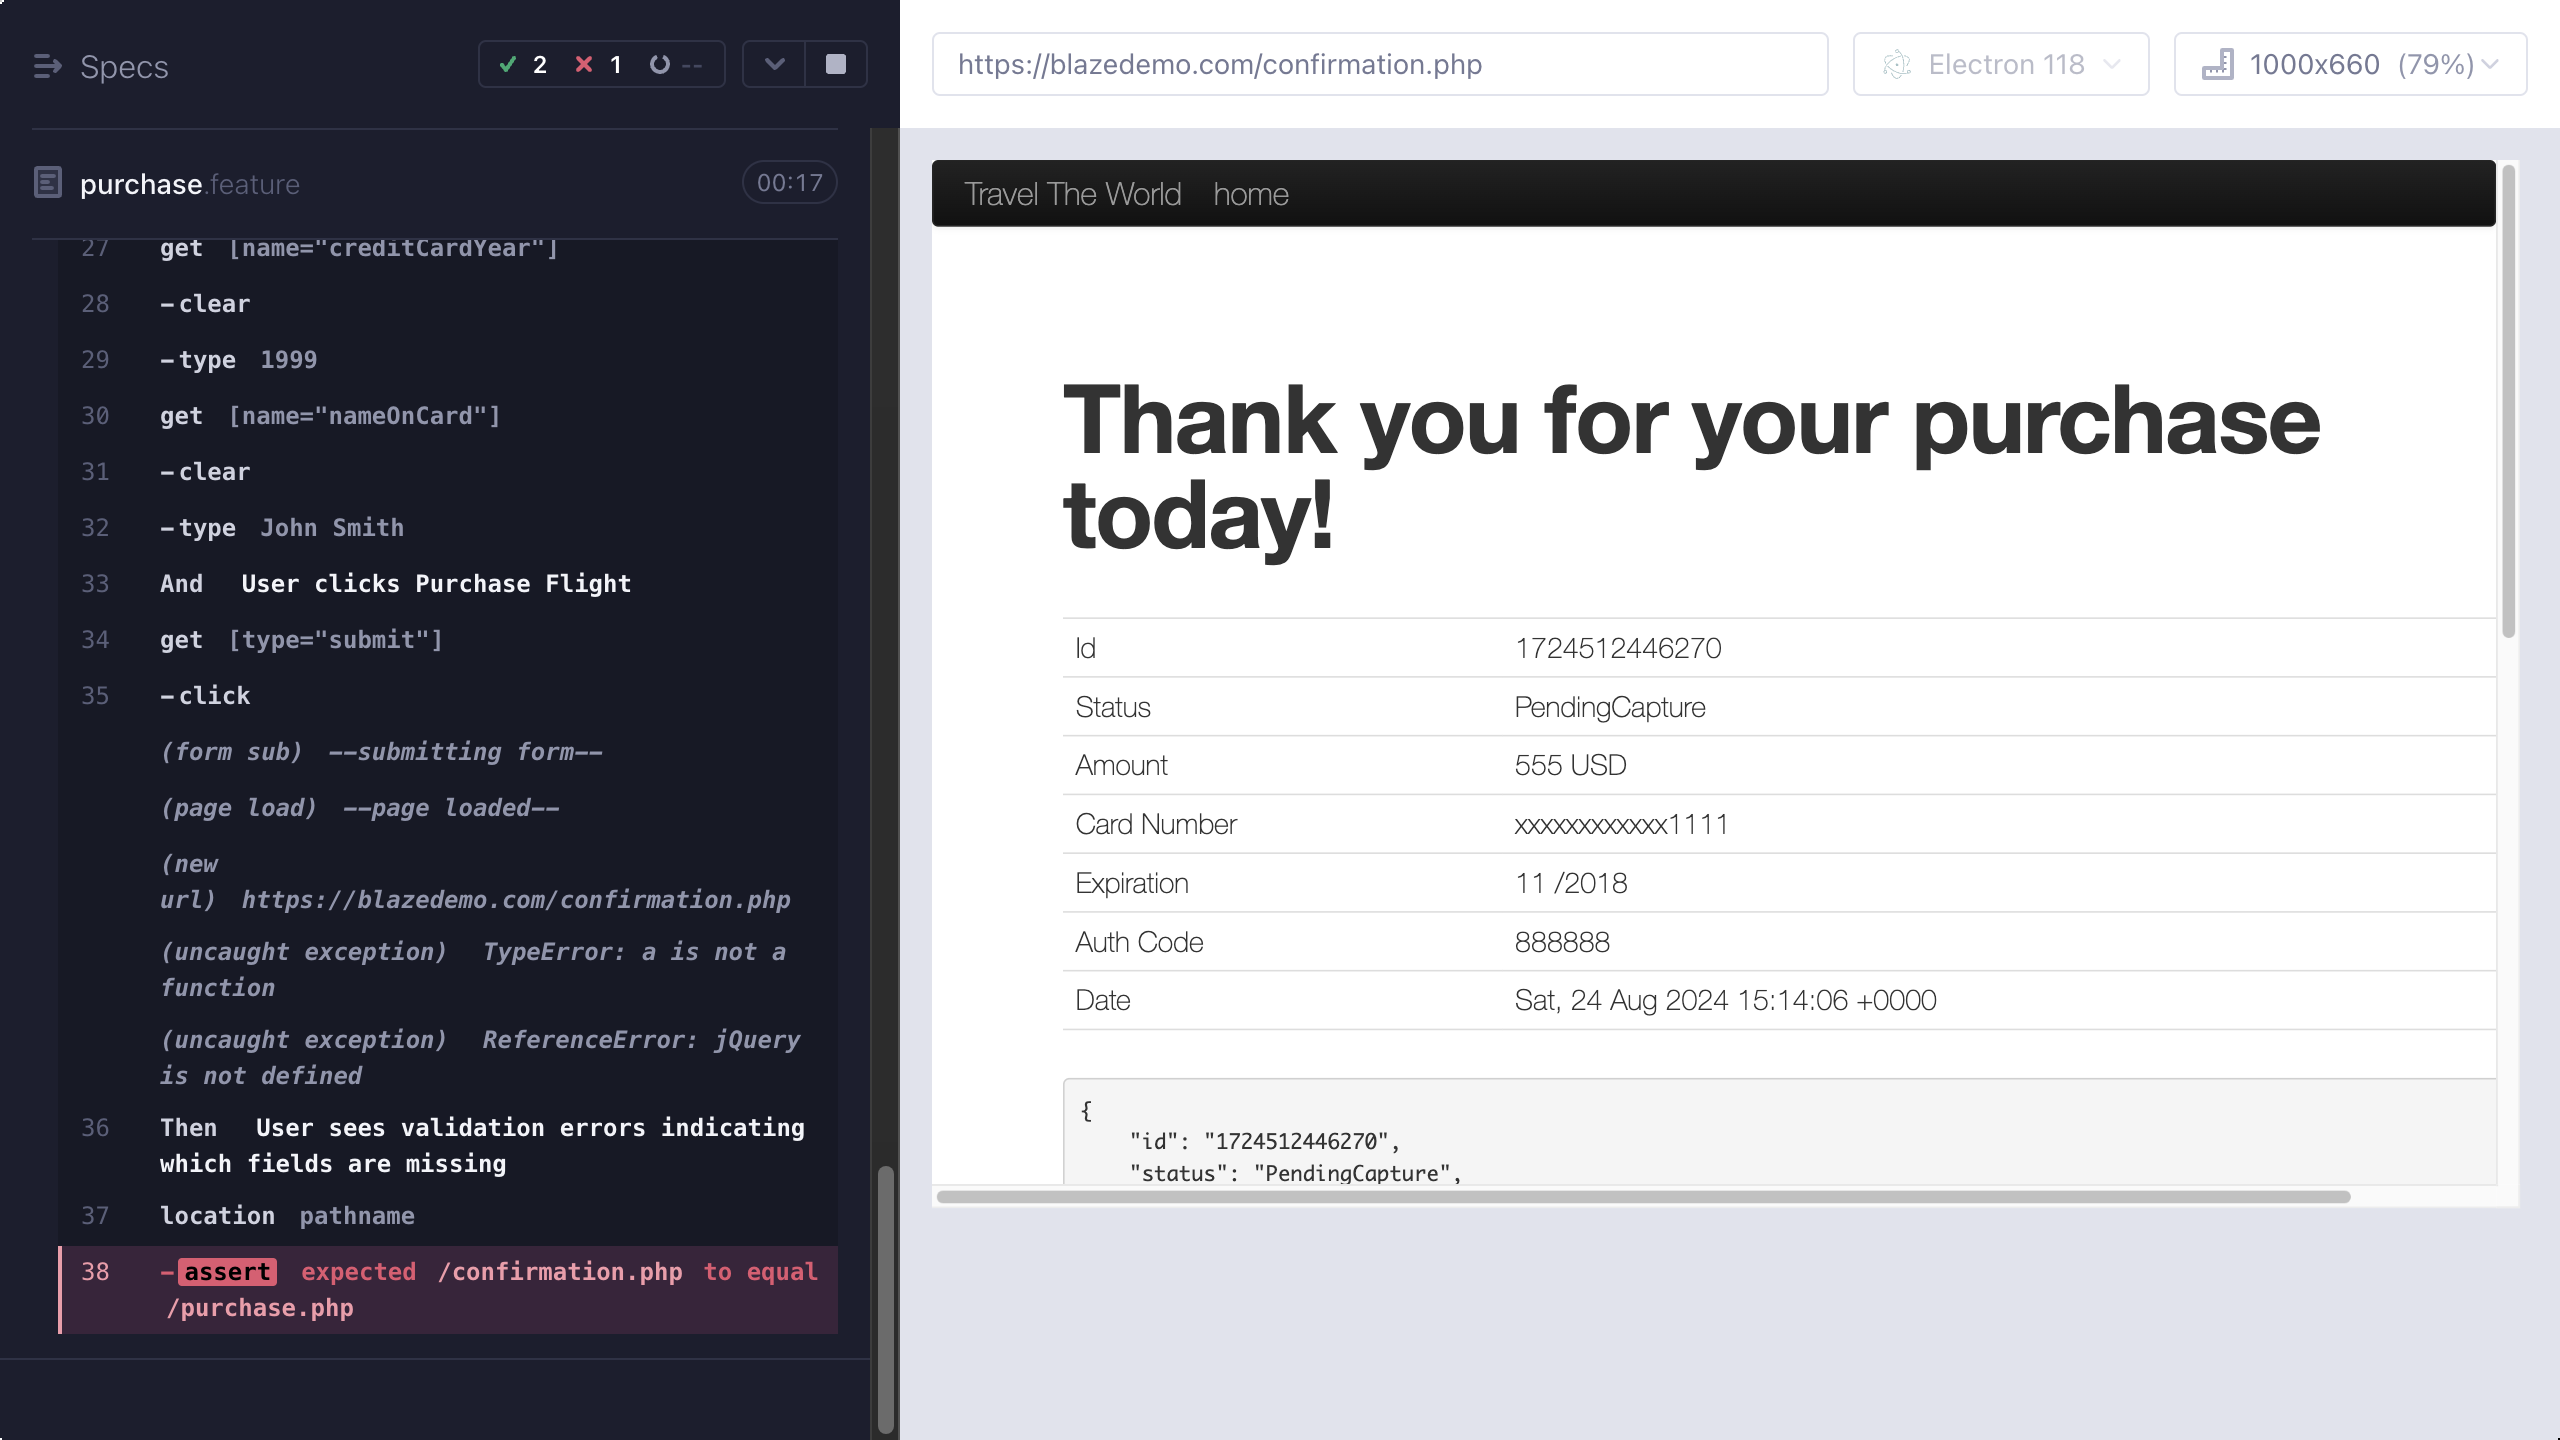 Specs
2 1 --
purchase.feature 00:17
27 get [name="creditCardYear"]
28 -clear
29 -type 1999
30 get [name="nameOnCard"]
31 -clear
32 -type John Smith
33 And User clicks Purchase Flight
34 get [type="submit"]
35 -click
(form sub) --submitting form--
(page load) --page loaded--
(new
url) https://blazedemo.com/confirmation.php
(uncaught exception) TypeError: a is not a
function
(uncaught exception) ReferenceError: jQuery
is not defined
36 Then User sees validation errors indicating
which fields are missing
37 location pathname
38 -assert expected /confirmation.php to equal
/purchase.php
https://blazedemo.com/confirmation.php
Electron 118
1000x660 (79%)
Travel The World home
Thank you for your purchase
today!
Id 1724512446270
Status PendingCapture
Amount 555 USD
Card Number xxxxxxxxxxxx1111
Expiration 11 /2018
Auth Code 888888
Date Sat, 24 Aug 2024 15:14:06 +0000
{
"id": "1724512446270",
"status": "PendingCapture",